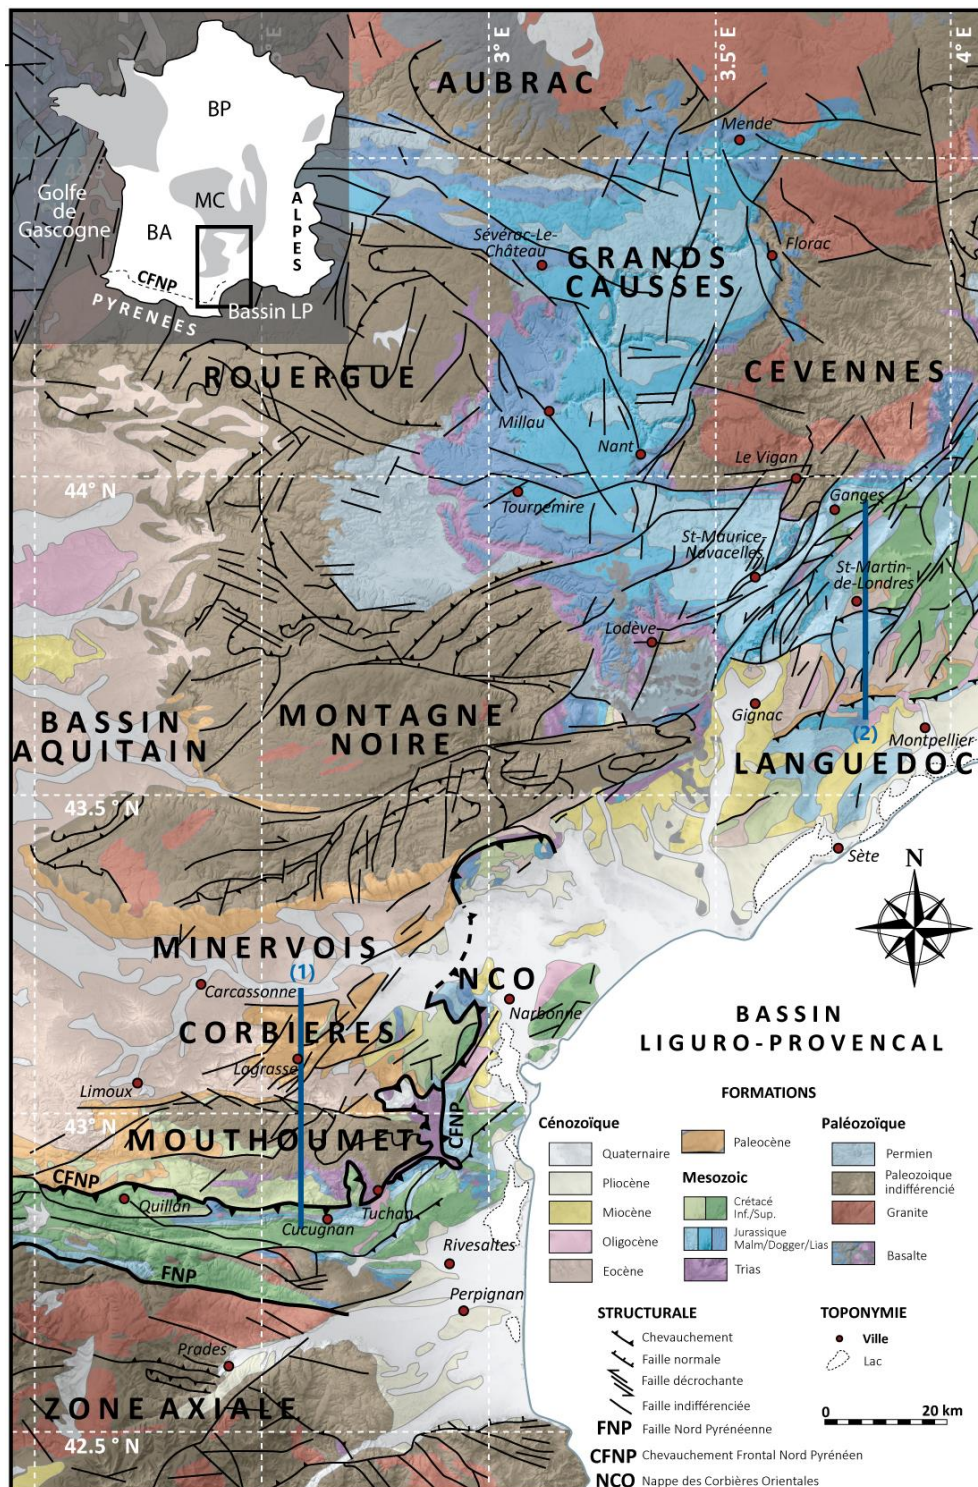 3° E
3.5° E
4° E
AUBRAC
BP
Mende
44.5
Golfe
de
Gascogne
MC
ALPES
BA
CFNP
PYRENEES
Bassin LP
Sévérac-Le-
Château
Florac
GRANDS
CAUSSES
ROUERGUE
CEVENNES
Millau
Nant
Le Vigan
44° N
Tournemire
Ganges
St-Maurice-
Navacelles
St-Martin-
de-Londres
Lodève
BASSIN
AQUITAIN
MONTAGNE
NOIRE
Gignac
(2)
Montpellier
LANGUEDOC
43.5 ° N
Sète
N
MINERVOIS
(1)
Carcassonne
NCO
Narbonne
CORBIERES
BASSIN
LIGURO-PROVENCAL
Lagrasse
Limoux
43° N
MOUTHOUMET
CFNP
CFNP
Quillan
Tuchan
Cucugnan
Rivesaltes
FNP
Perpignan
Prades
ZONE AXIALE
42.5 ° N
FORMATIONS
Cénozoïque
Quaternaire
Pliocène
Miocène
Oligocène
Eocène
Paleocène
Mesozoic
Crétacé
Inf./Sup.
Jurassique
Malm/Dogger/Lias
Trias
Paléozoïque
Permien
Paleozoique
indifférencié
Granite
Basalte
STRUCTURALE
Chevauchement
Faille normale
Faille décrochante
Faille indifférenciée
FNP Faille Nord Pyrénéenne
CFNP Chevauchement Frontal Nord Pyrénéen
NCO Nappe des Corbières Orientales
TOPONYMIE
Ville
Lac
0 20 km